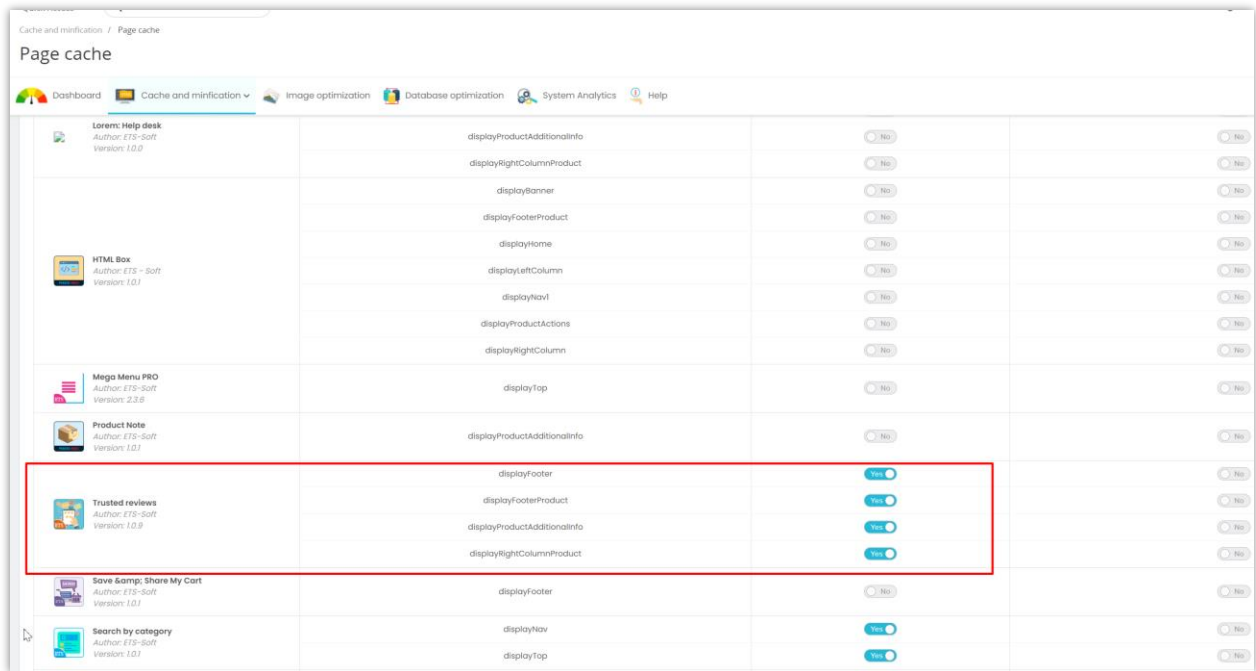 Cache and minfication / Page cache
Page cache
Dashboard Cache and minfication Image optimization Database optimization System Analytics Help
Lorem: Help desk
Author: ETS-Soft
Version: 1.0.0
displayProductAdditionalInfo No No
displayRightColumnProduct No No
HTML Box
Author: ETS - Soft
Version: 1.0.1
displayBanner No No
displayFooterProduct No No
displayHome No No
displayLeftColumn No No
displayNav1 No No
displayProductActions No No
displayRightColumn No No
Mega Menu PRO
Author: ETS-Soft
Version: 2.3.6
displayTop No No
Product Note
Author: ETS-Soft
Version: 1.0.1
displayProductAdditionalInfo No No
Trusted reviews
Author: ETS-Soft
Version: 1.0.9
displayFooter Yes No
displayFooterProduct Yes No
displayProductAdditionalInfo Yes No
displayRightColumnProduct Yes No
Save &amp; Share My Cart
Author: ETS-Soft
Version: 1.0.1
displayFooter No No
Search by category
Author: ETS-Soft
Version: 1.0.1
displayNav Yes No
displayTop Yes No